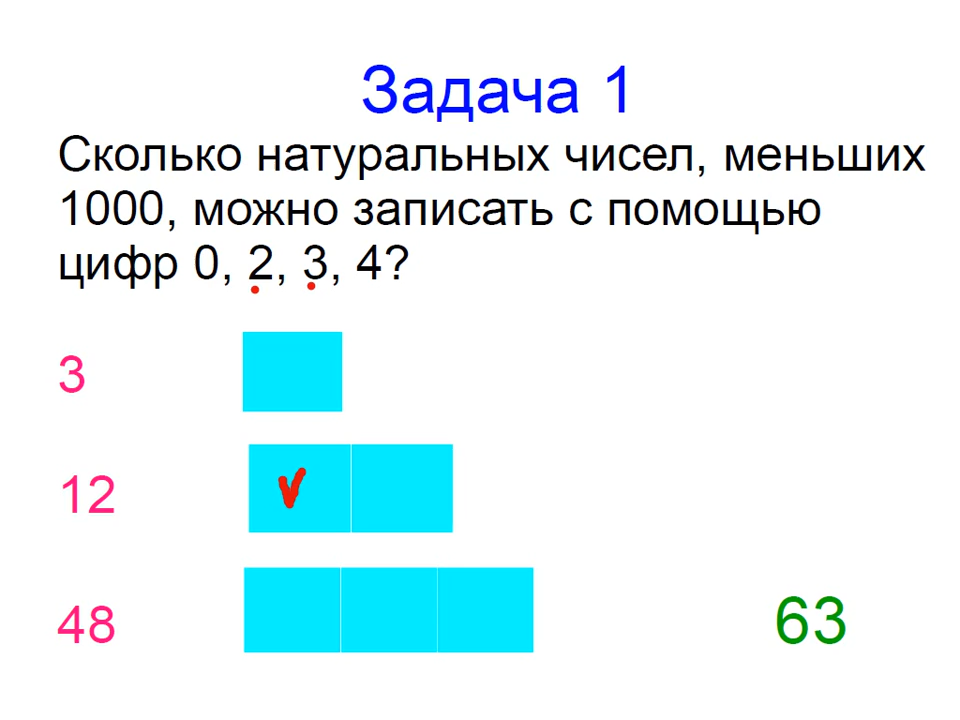 Задача 1
Сколько натуральных чисел, меньших
1000, можно записать с помощью
цифр 0, 2, 3, 4?
3
12
48
63